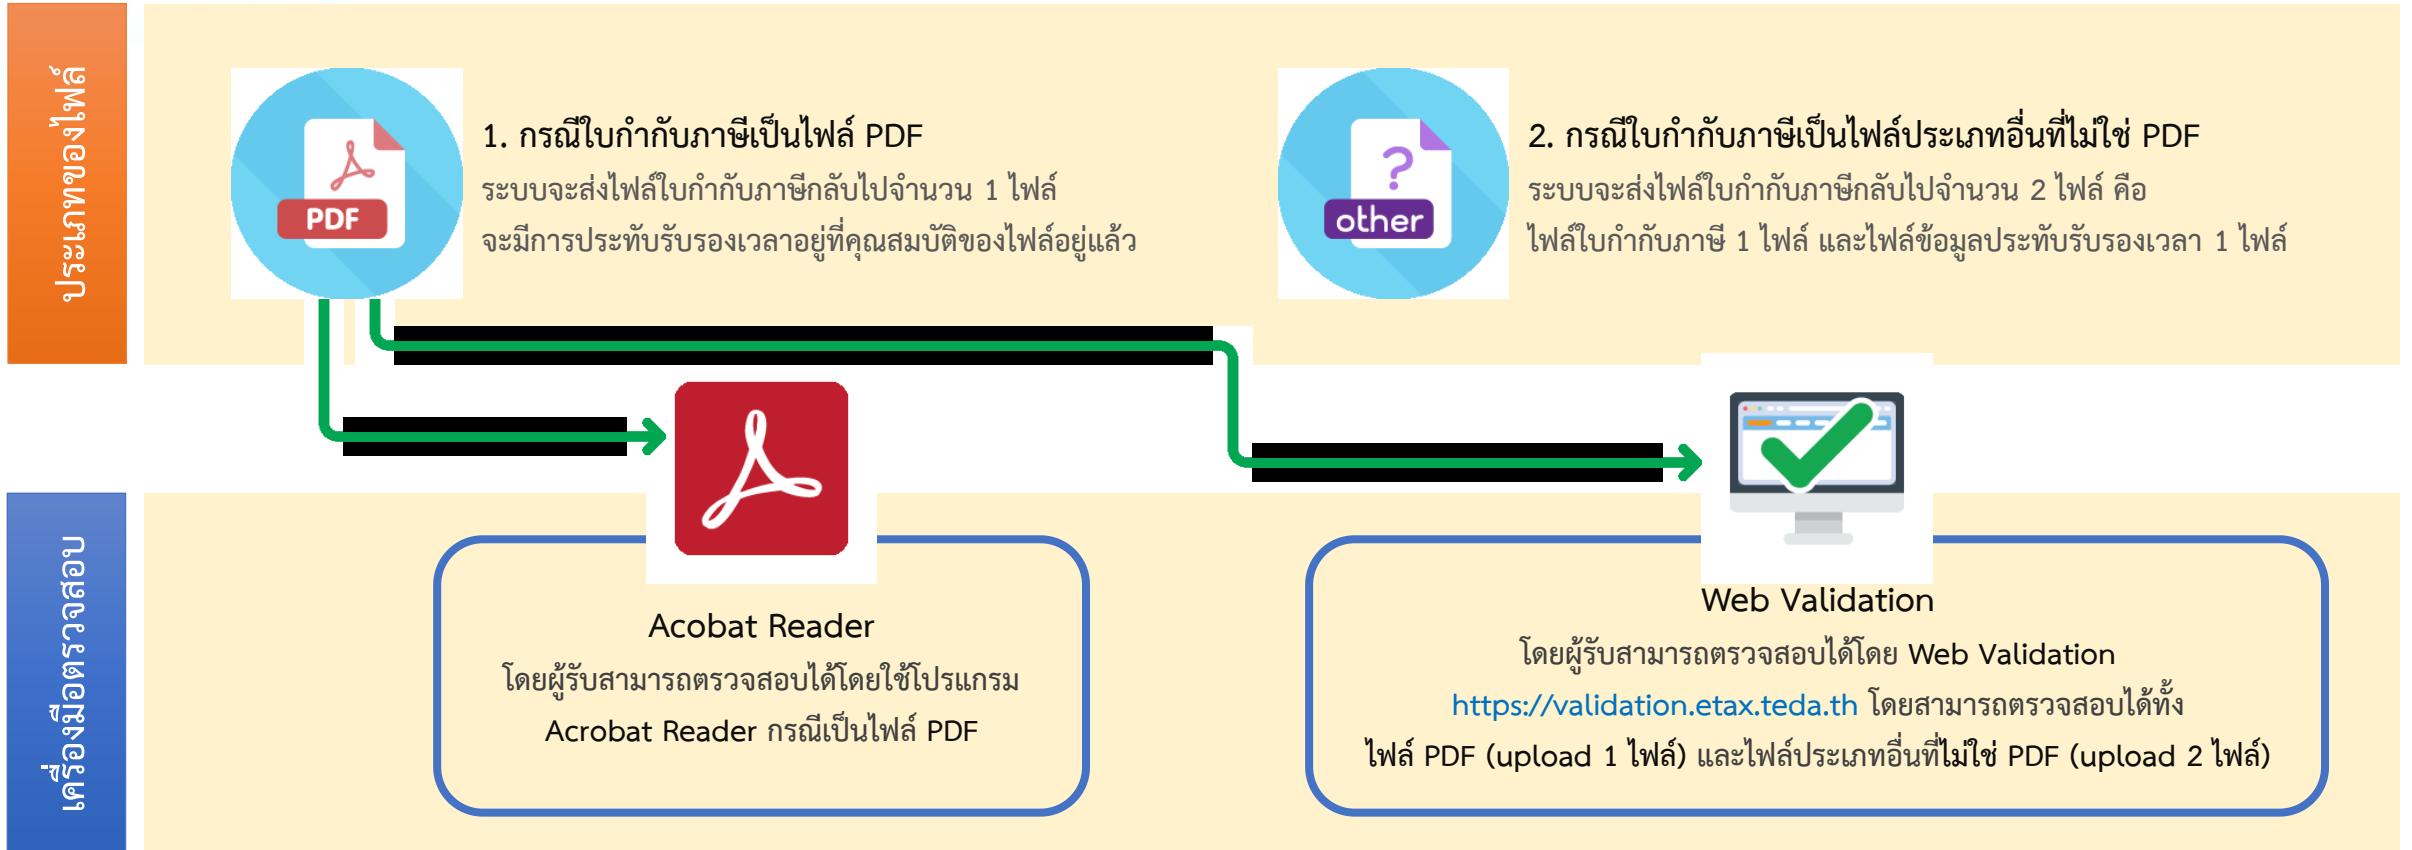 ประเภทของไฟล์
PDF
1. กรณีใบกำกับภาษีเป็นไฟล์ PDF
ระบบจะส่งไฟล์ใบกำกับภาษีกลับไปจำนวน 1 ไฟล์
จะมีการประทับรับรองเวลาอยู่ที่คุณสมบัติของไฟล์อยู่แล้ว
?
other
2. กรณีใบกำกับภาษีเป็นไฟล์ประเภทอื่นที่ไม่ใช่ PDF
ระบบจะส่งไฟล์ใบกำกับภาษีกลับไปจำนวน 2 ไฟล์ คือ
ไฟล์ใบกำกับภาษี 1 ไฟล์ และไฟล์ข้อมูลประทับรับรองเวลา 1 ไฟล์
เครื่องมือตรวจสอบ
Acobat Reader
โดยผู้รับสามารถตรวจสอบได้โดยใช้โปรแกรม
Acrobat Reader กรณีเป็นไฟล์ PDF
Web Validation
โดยผู้รับสามารถตรวจสอบได้โดย Web Validation
https://validation.etax.teda.th โดยสามารถตรวจสอบได้ทั้ง
ไฟล์ PDF (upload 1 ไฟล์) และไฟล์ประเภทอื่นที่ไม่ใช่ PDF (upload 2 ไฟล์)